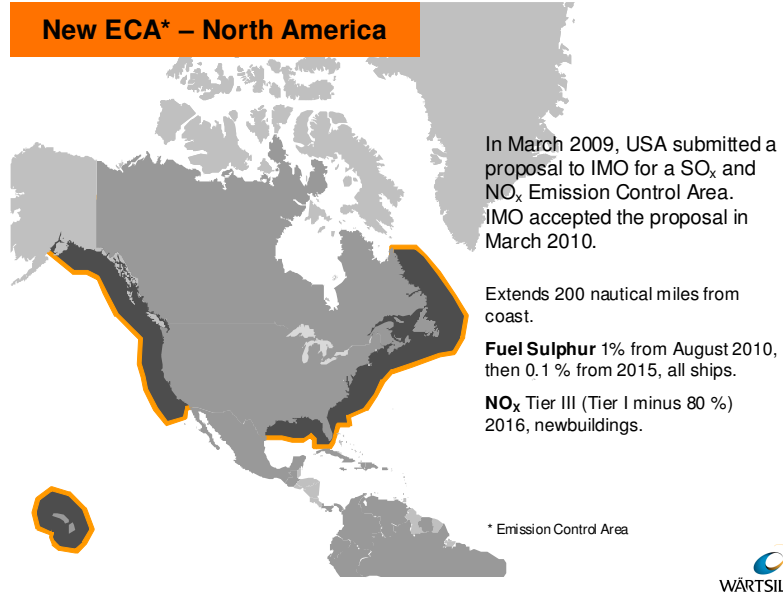 New ECA* – North America
In March 2009, USA submitted a
proposal to IMO for a SOx and
NOx Emission Control Area.
IMO accepted the proposal in
March 2010.
Extends 200 nautical miles from
coast.
Fuel Sulphur 1% from August 2010,
then 0.1 % from 2015, all ships.
NOx Tier III (Tier I minus 80 %)
2016, newbuildings.
* Emission Control Area
WÄRTSIL